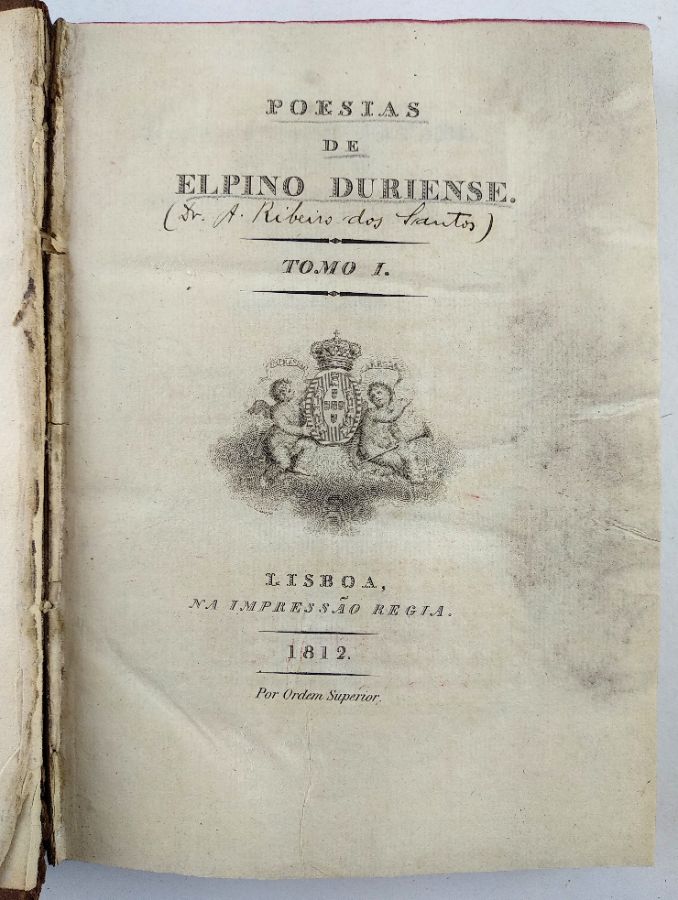 POESIAS
DE
ELPINO DURIENSE.
(Dr. A. Ribeiro dos Santos)
TOMO I.
LISBOA,
NA IMPRESSÃO REGIA.
1812.
Por Ordem Superior.